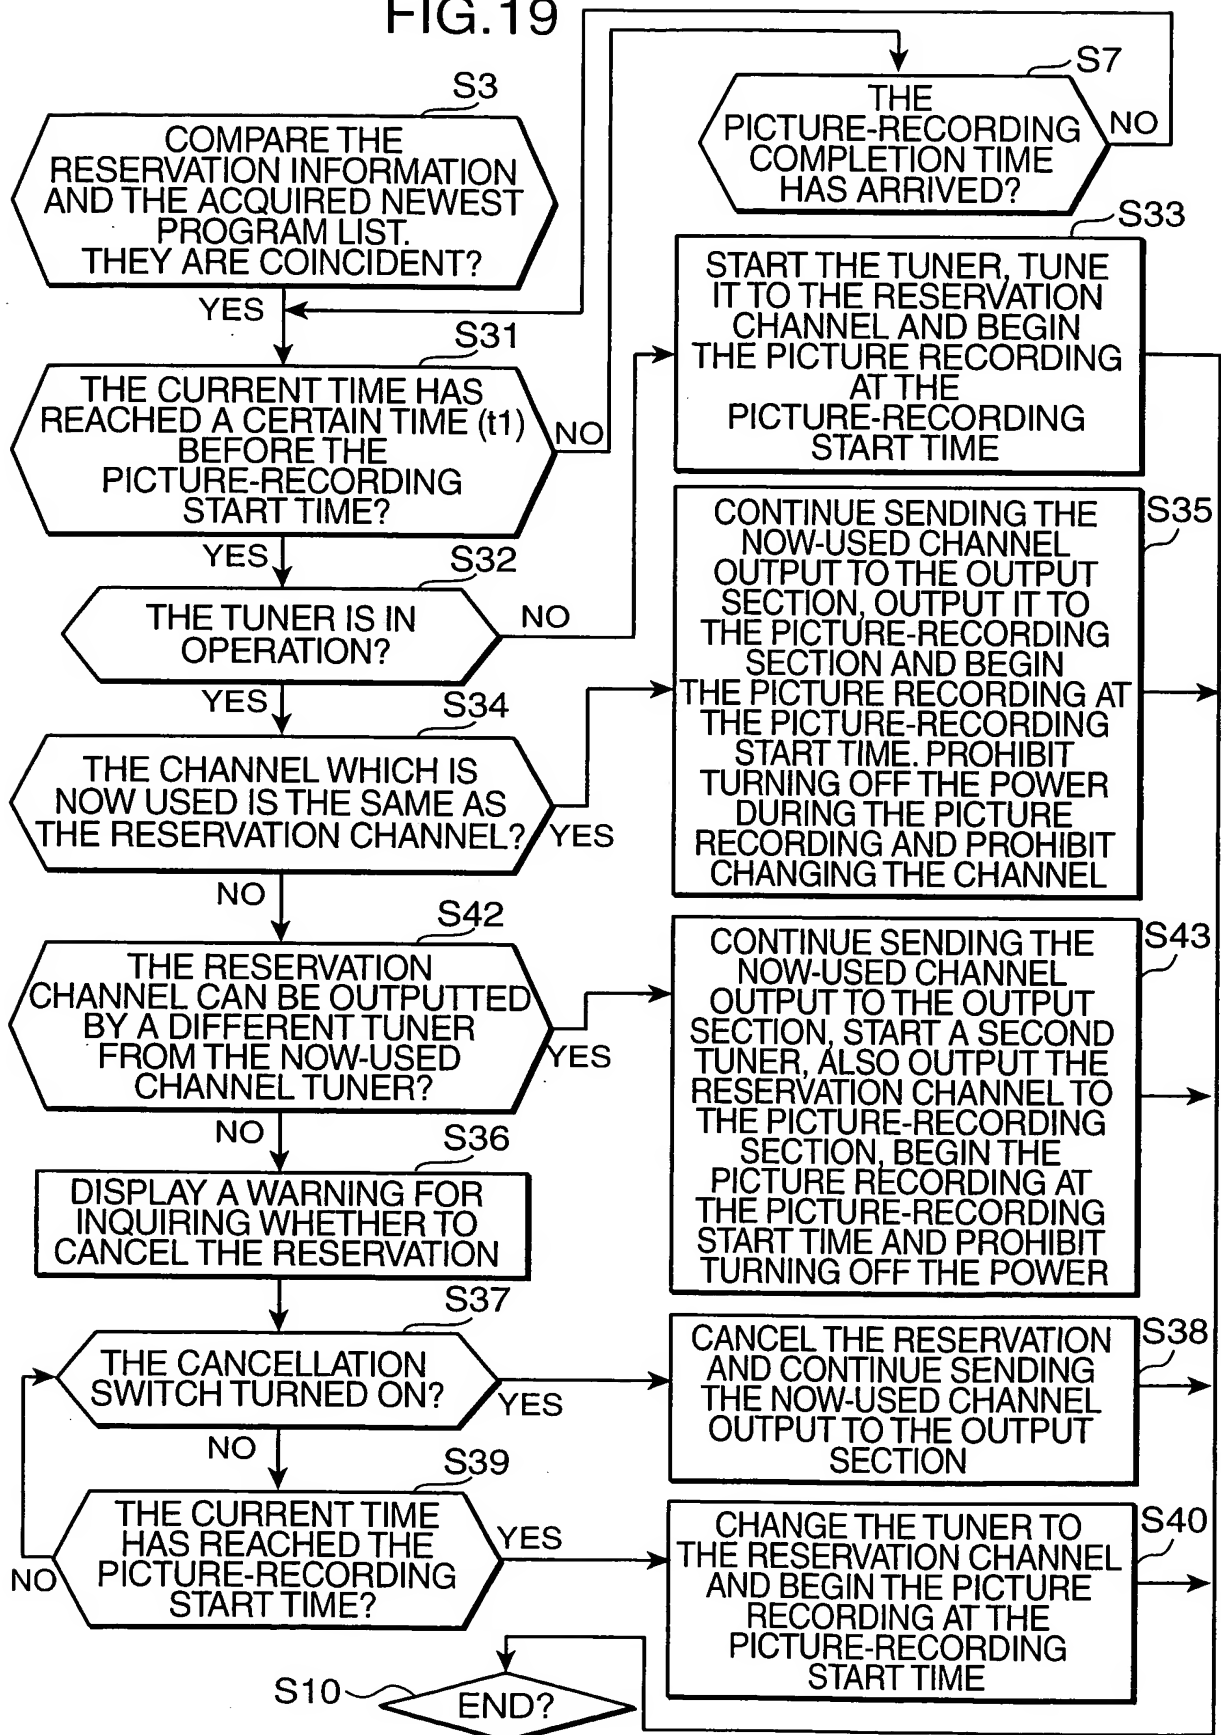 FIG.19
S3
COMPARE THE
RESERVATION INFORMATION
AND THE ACQUIRED NEWEST
PROGRAM LIST.
THEY ARE COINCIDENT?
YES
S7
THE
PICTURE-RECORDING
COMPLETION TIME
HAS ARRIVED?
NO
S31
THE CURRENT TIME HAS
REACHED A CERTAIN TIME (t1)
BEFORE THE
PICTURE-RECORDING
START TIME?
NO
YES
S33
START THE TUNER, TUNE
IT TO THE RESERVATION
CHANNEL AND BEGIN
THE PICTURE RECORDING
AT THE
PICTURE-RECORDING
START TIME
S32
THE TUNER IS IN
OPERATION?
NO
YES
S34
THE CHANNEL WHICH IS
NOW USED IS THE SAME AS
THE RESERVATION CHANNEL?
YES
NO
S35
CONTINUE SENDING THE
NOW-USED CHANNEL
OUTPUT TO THE OUTPUT
SECTION, OUTPUT IT TO
THE PICTURE-RECORDING
SECTION AND BEGIN
THE PICTURE RECORDING AT
THE PICTURE-RECORDING
START TIME. PROHIBIT
TURNING OFF THE POWER
DURING THE PICTURE
RECORDING AND PROHIBIT
CHANGING THE CHANNEL
S42
THE RESERVATION
CHANNEL CAN BE OUTPUTTED
BY A DIFFERENT TUNER
FROM THE NOW-USED
CHANNEL TUNER?
YES
NO
S43
CONTINUE SENDING THE
NOW-USED CHANNEL
OUTPUT TO THE OUTPUT
SECTION, START A SECOND
TUNER, ALSO OUTPUT THE
RESERVATION CHANNEL TO
THE PICTURE-RECORDING
SECTION, BEGIN THE
PICTURE RECORDING AT
THE PICTURE-RECORDING
START TIME AND PROHIBIT
TURNING OFF THE POWER
S36
DISPLAY A WARNING FOR
INQUIRING WHETHER TO
CANCEL THE RESERVATION
S37
THE CANCELLATION
SWITCH TURNED ON?
YES
NO
S38
CANCEL THE RESERVATION
AND CONTINUE SENDING
THE NOW-USED CHANNEL
OUTPUT TO THE OUTPUT
SECTION
S39
THE CURRENT TIME
HAS REACHED THE
PICTURE-RECORDING
START TIME?
YES
NO
S40
CHANGE THE TUNER TO
THE RESERVATION CHANNEL
AND BEGIN THE PICTURE
RECORDING AT THE
PICTURE-RECORDING
START TIME
S10
END?